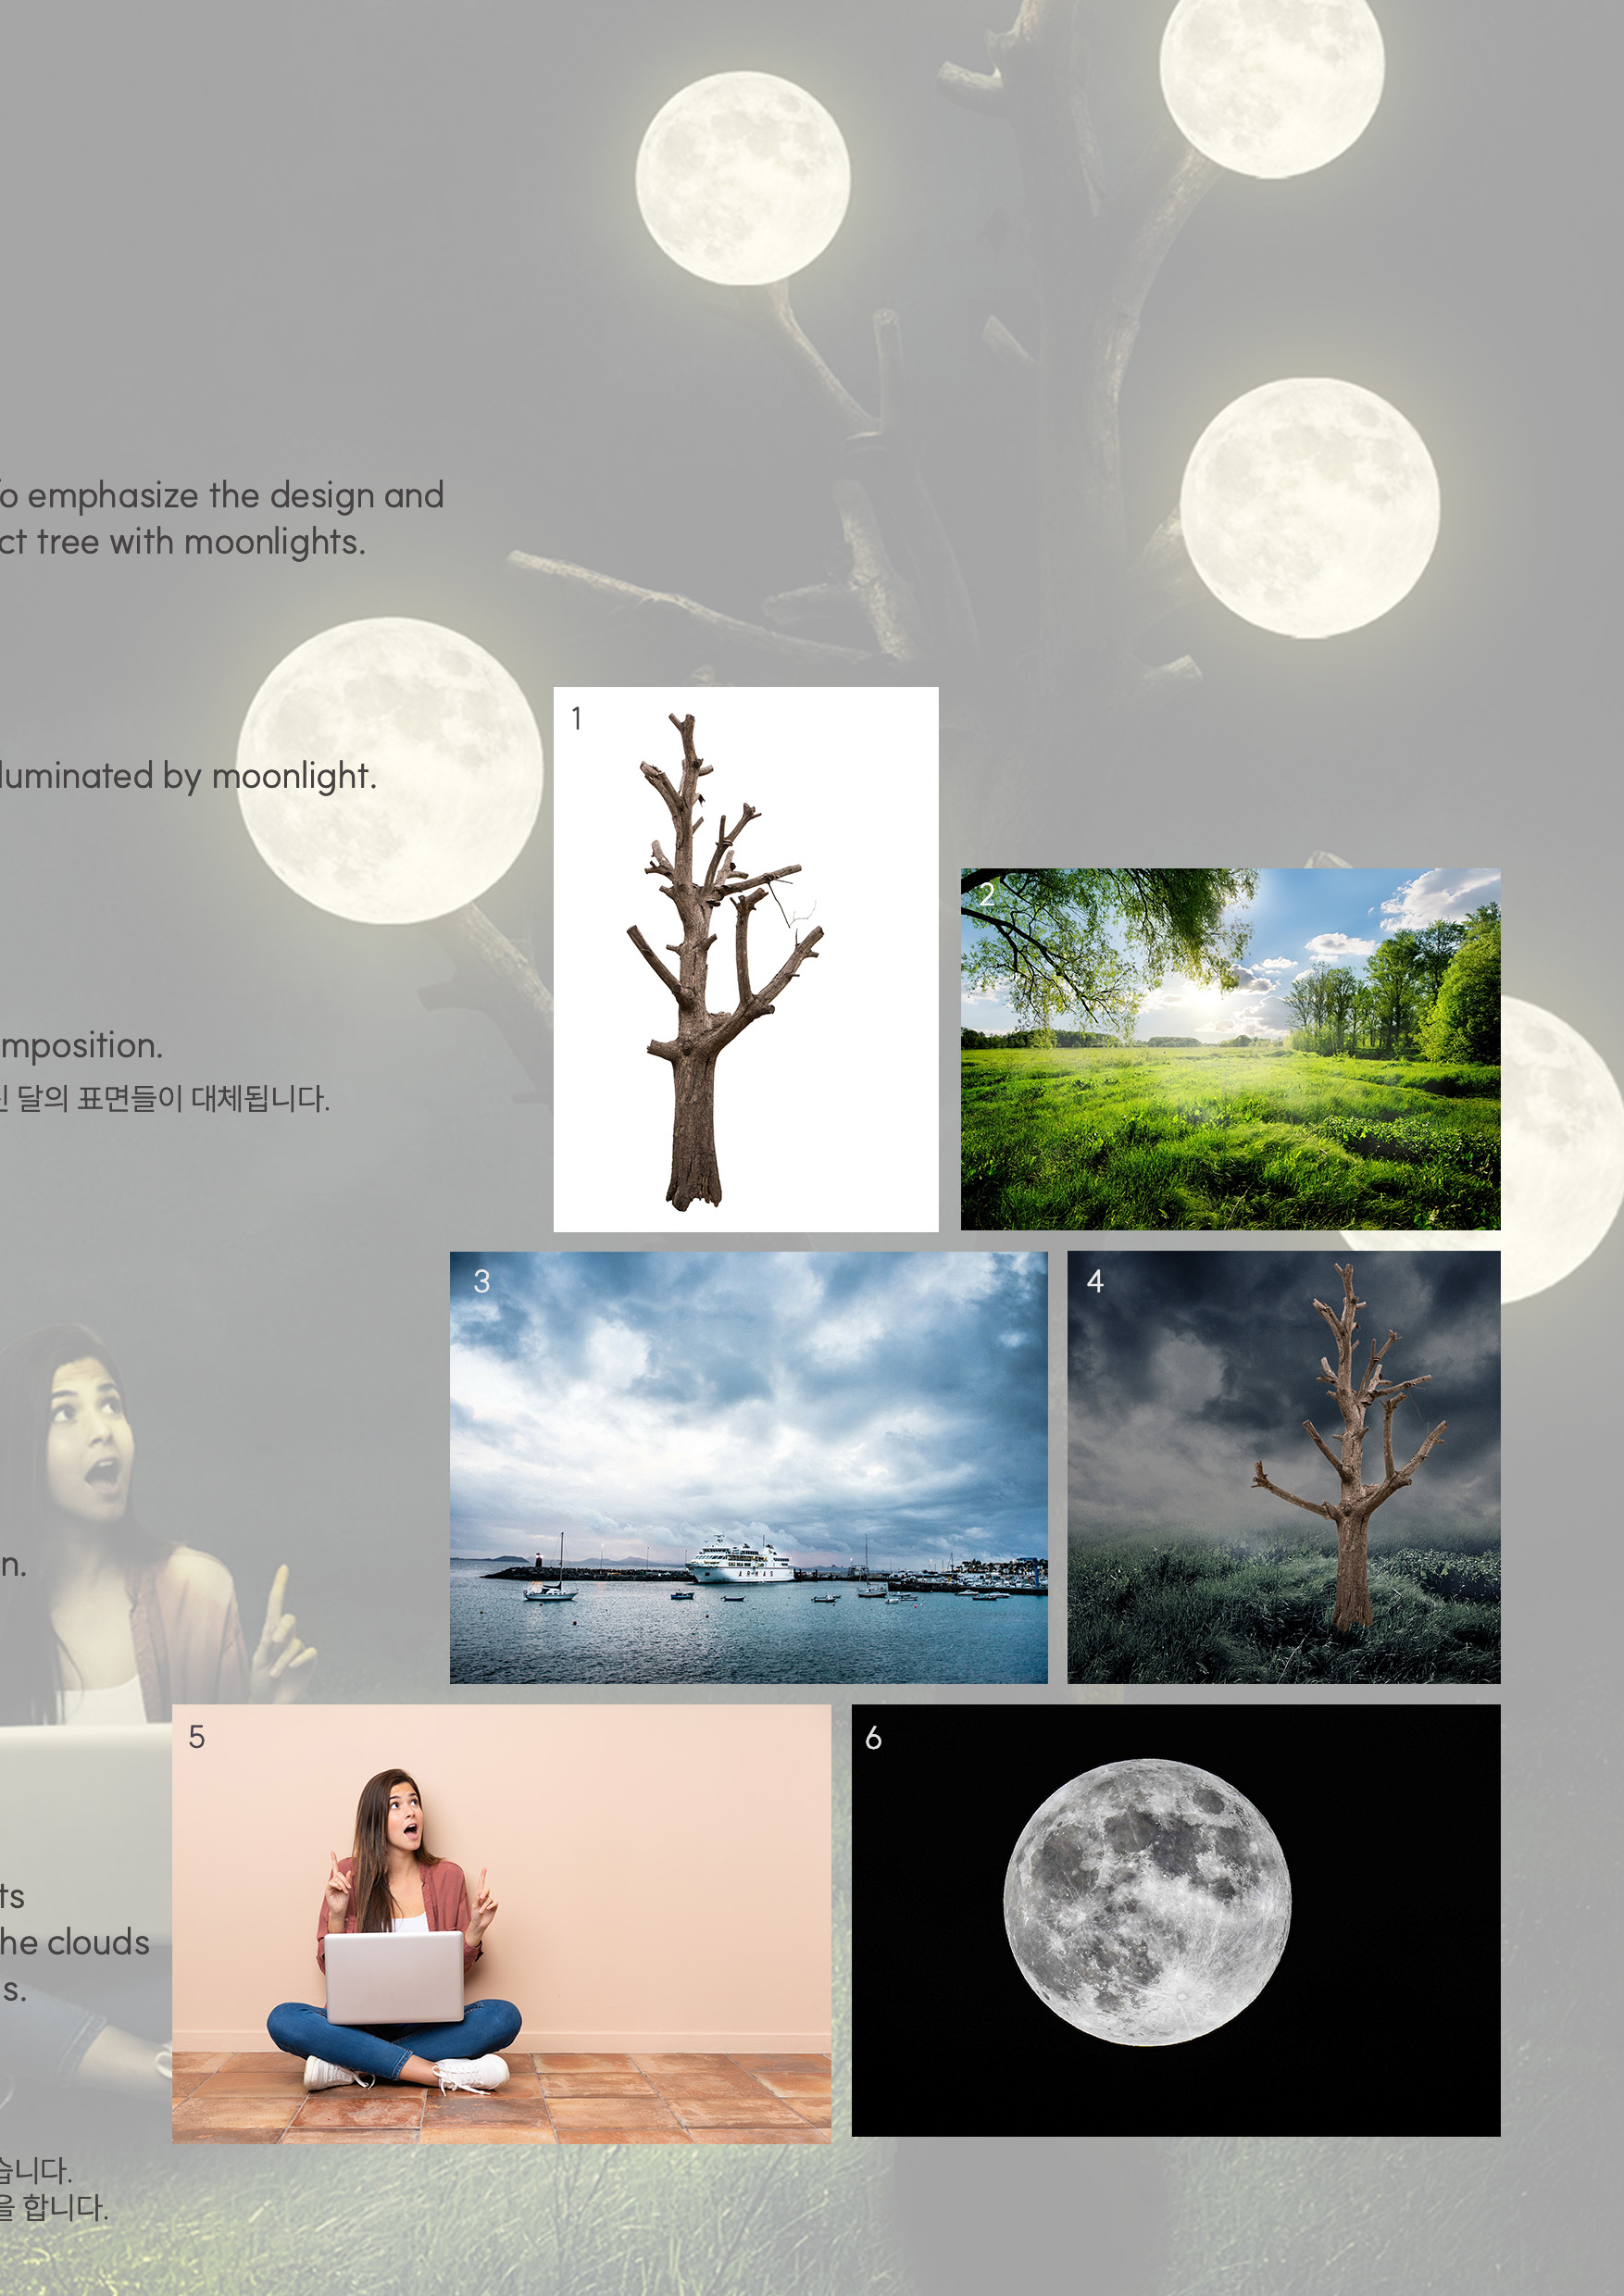 To emphasize the design and
ct tree with moonlights.
luminated by moonlight.
mposition.
달의 표면들이 대체됩니다.
n.
ts
he clouds
s.
습니다.
을 합니다.
1
2
3
4
ARMAS
5
6